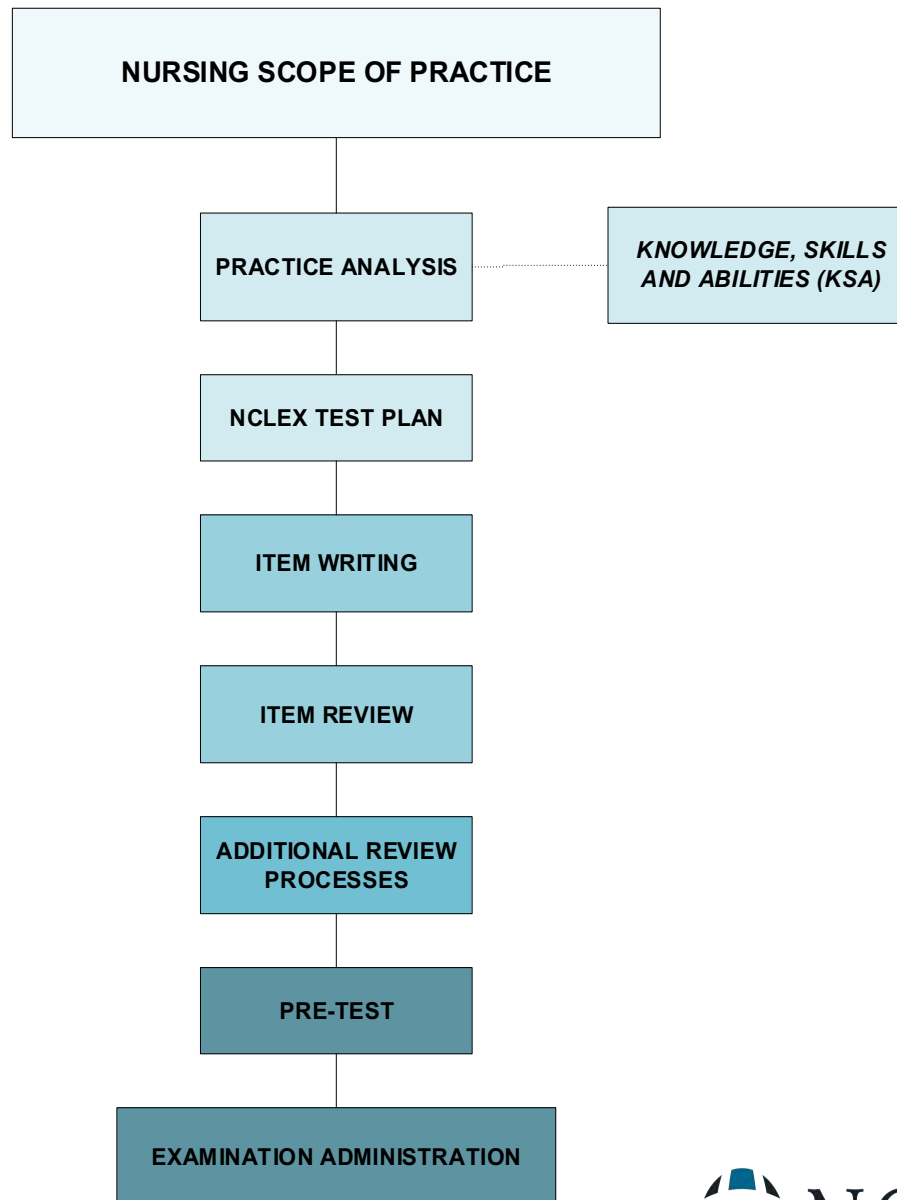 NURSING SCOPE OF PRACTICE
PRACTICE ANALYSIS
KNOWLEDGE, SKILLS
AND ABILITIES (KSA)
NCLEX TEST PLAN
ITEM WRITING
ITEM REVIEW
ADDITIONAL REVIEW
PROCESSES
PRE-TEST
EXAMINATION ADMINISTRATION